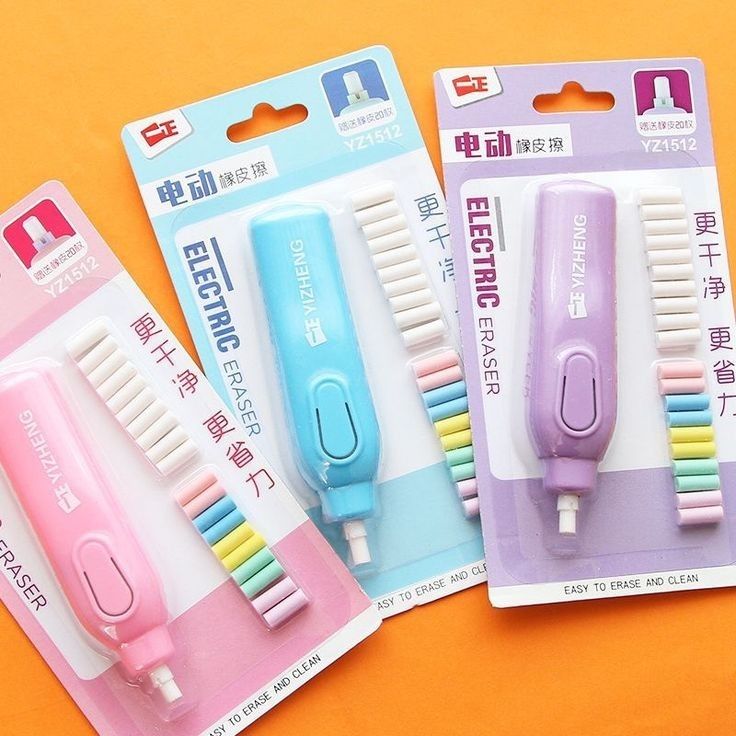 赠送橡皮20枚
YZ1512
更干净 更省力
YIZHENG
ERASER
EASY TO ERASE AND CLEAN
正
赠送橡皮20枚
YZ1512
电动橡皮擦
更干净 更省力
ELECTRIC ERASER
YIZHENG
EASY TO ERASE AND CLEAN
正
赠送橡皮20枚
YZ1512
电动橡皮擦
更干净 更省力
ELECTRIC ERASER
YIZHENG
EASY TO ERASE AND CLEAN